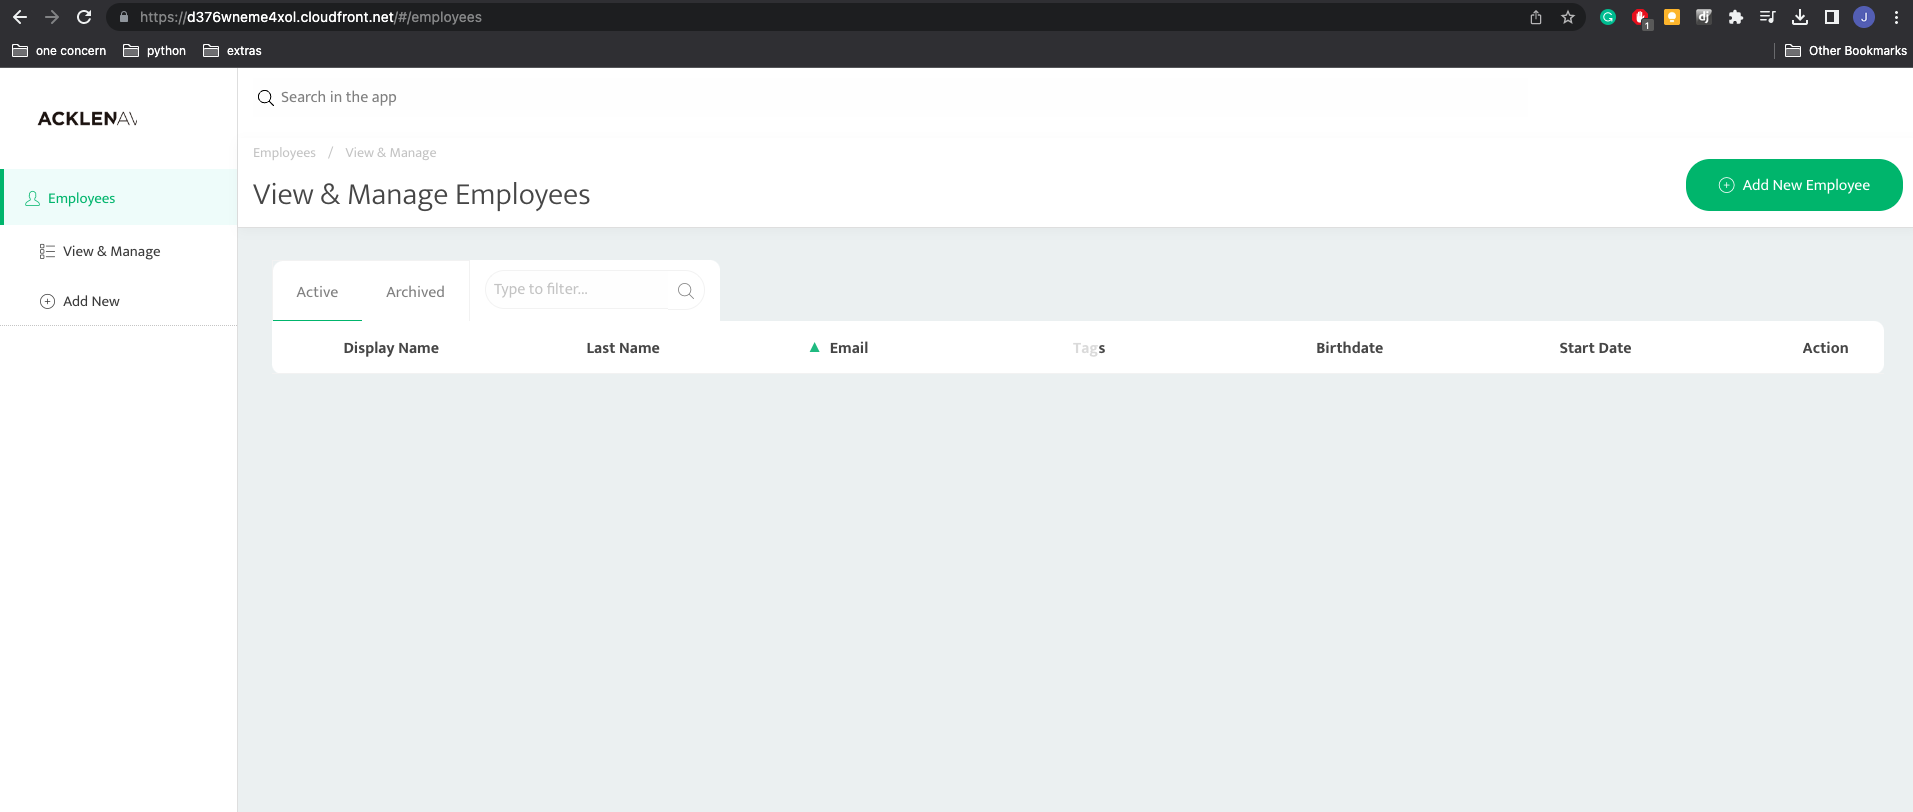 https://d376wneme4xol.cloudfront.net/#/employees
1
dj
J
one concern
python
extras
Other Bookmarks
ACKLENAV
Search in the app
Employees / View & Manage
View & Manage Employees
Add New Employee
Employees
View & Manage
Add New
Active
Archived
Type to filter...
Display Name
Last Name
▲ Email
Tags
Birthdate
Start Date
Action